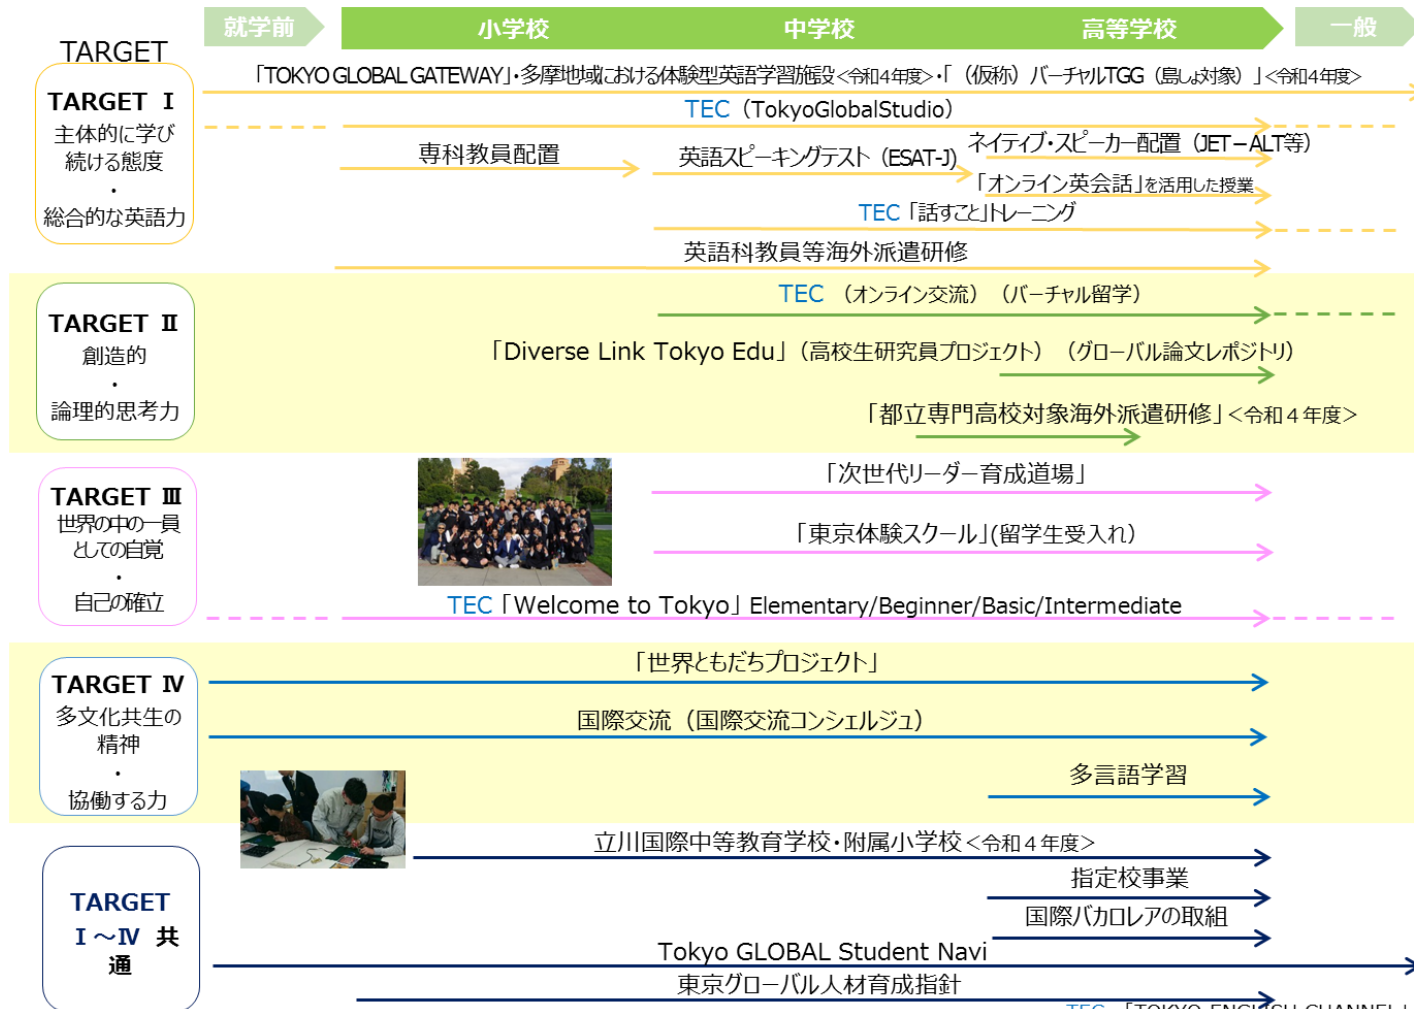 就学前
小学校
中学校
高等学校
一般
TARGET
TARGET Ⅰ
主体的に学び
続ける態度
・
総合的な英語力
「TOKYO GLOBAL GATEWAY」・多摩地域における体験型英語学習施設<令和４年度>・「（仮称）バーチャルTGG（島しょ対象）」<令和４年度>
TEC（TokyoGlobalStudio）
専科教員配置
英語スピーキングテスト（ESAT-J）
ネイティブ・スピーカー配置（JET－ALT等）
「オンライン英会話」を活用した授業
TEC「話すこと」トレーニング
英語科教員等海外派遣研修
TARGET Ⅱ
創造的
・
論理的思考力
TEC （オンライン交流）（バーチャル留学）
「Diverse Link Tokyo Edu」（高校生研究員プロジェクト）（グローバル論文レポジトリ）
「都立専門高校対象海外派遣研修」<令和４年度>
TARGET Ⅲ
世界の中の一員
としての自覚
・
自己の確立
「次世代リーダー育成道場」
「東京体験スクール」(留学生受入れ）
TEC「Welcome to Tokyo」Elementary/Beginner/Basic/Intermediate
TARGET Ⅳ
多文化共生の
精神
・
協働する力
「世界ともだちプロジェクト」
国際交流（国際交流コンシェルジュ）
多言語学習
TARGET
Ⅰ～Ⅳ 共
通
立川国際中等教育学校・附属小学校<令和４年度>
指定校事業
国際バカロレアの取組
Tokyo GLOBAL Student Navi
東京グローバル人材育成指針
TEC 「TOKYO ENGLISH CHANNEL」